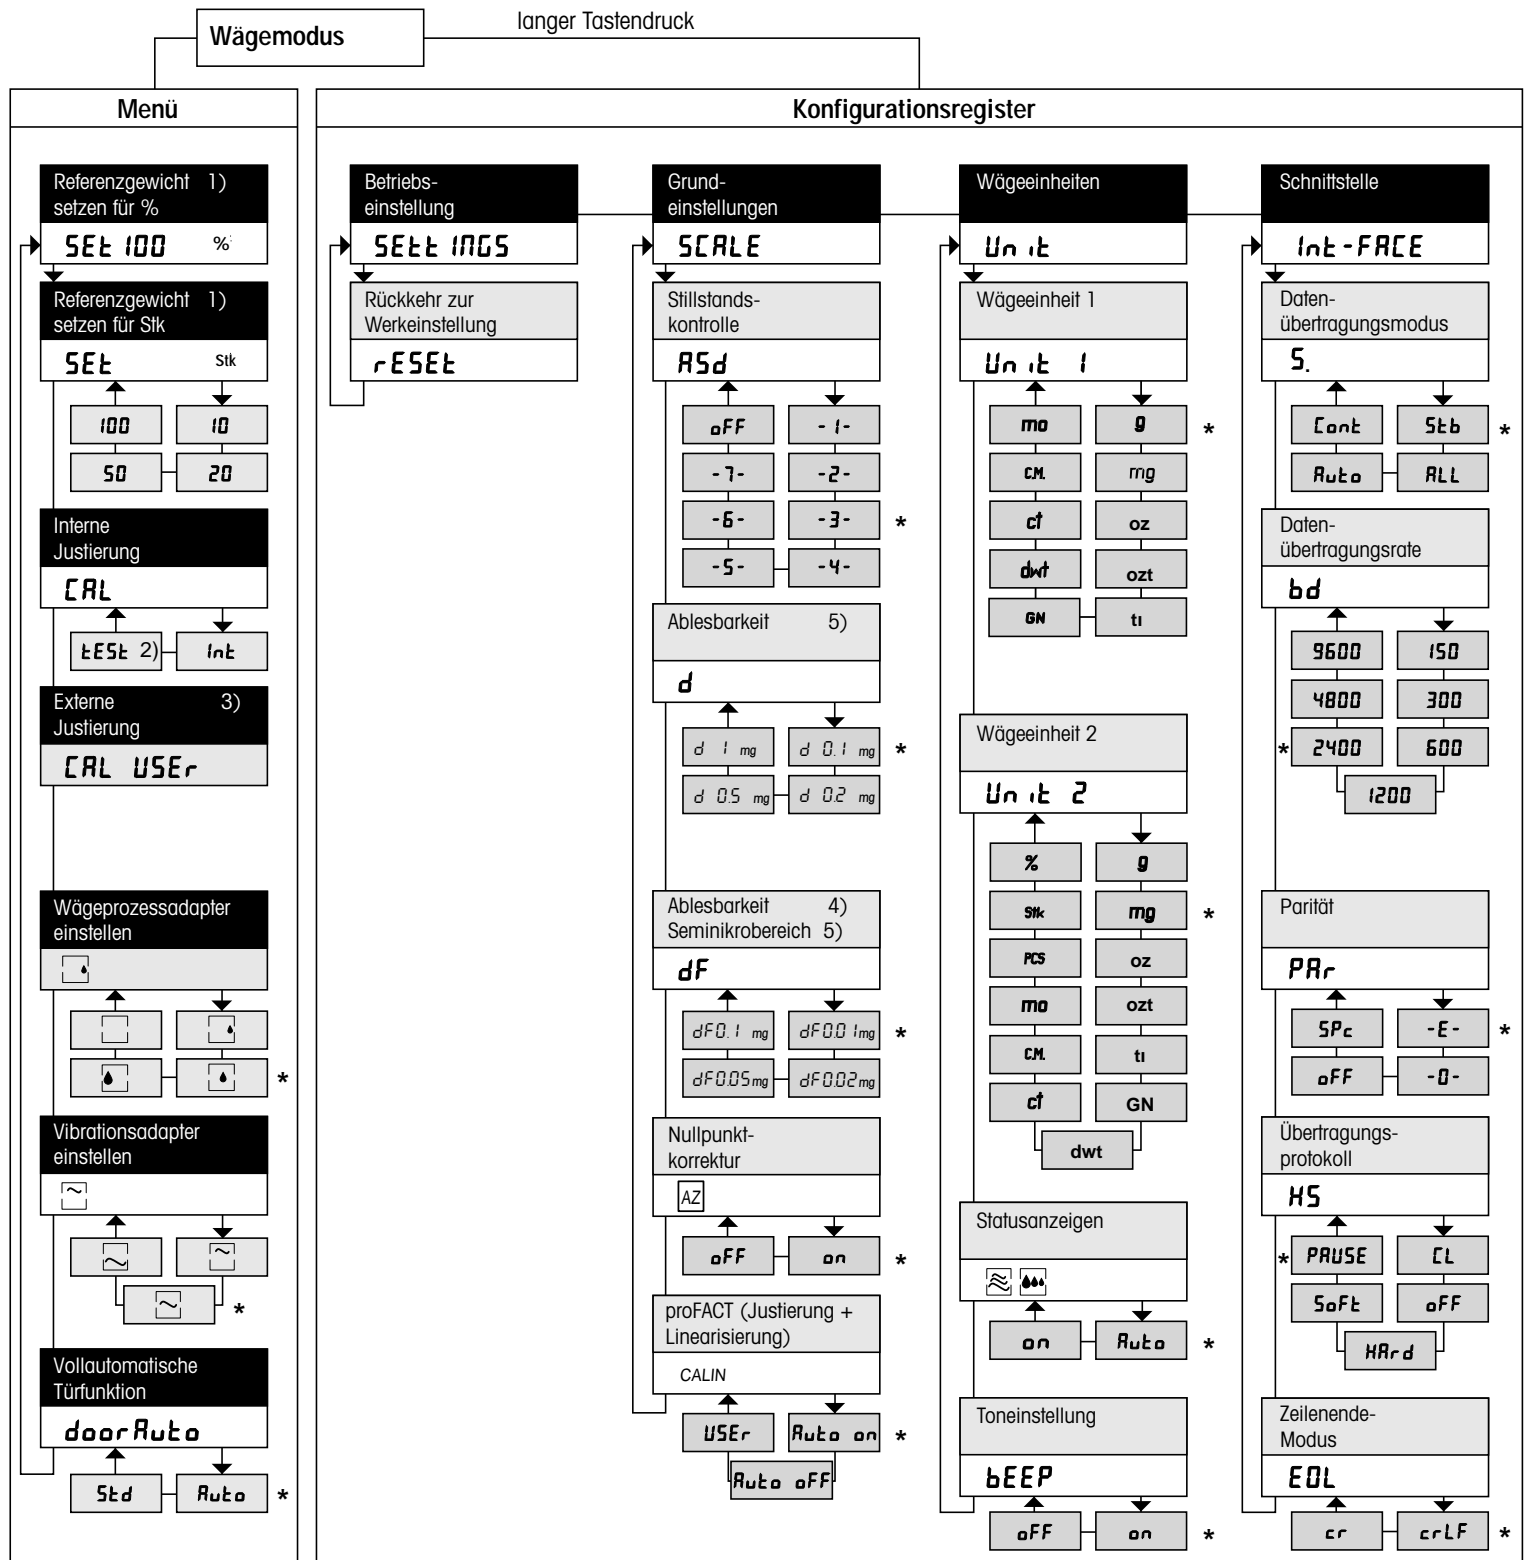 Wägemodus
langer Tastendruck
Menü
Konfigurationsregister
Referenzgewicht 1)
setzen für %
SEt 100 %
Referenzgewicht 1)
setzen für Stk
SEt Stk
100 10
50 20
Interne
Justierung
CAL
tESt 2) Int
Externe 3)
Justierung
CAL USEr
Wägeprozessadapter
einstellen
*
Vibrationsadapter
einstellen
*
Vollautomatische
Türfunktion
doorAuto
Std Auto *
Betriebs-
einstellung
SEttINGS
Rückkehr zur
Werkeinstellung
rESEt
Grund-
einstellungen
SCALE
Stillstands-
kontrolle
ASd
oFF -1-
-7- -2-
-6- -3- *
-5- -4-
Ablesbarkeit 5)
d
d 1 mg d 0.1 mg *
d 0.5 mg d 0.2 mg
Ablesbarkeit 4)
Seminikrobereich 5)
dF
dF0.1 mg dF0.01mg *
dF0.05mg dF0.02mg
Nullpunkt-
korrektur
AZ
oFF on *
proFACT (Justierung +
Linearisierung)
CALIN
USEr Auto on *
Auto oFF
Wägeeinheiten
Unit
Wägeeinheit 1
Unit 1
mo g *
C.M. mg
ct oz
dwt ozt
GN tl
Wägeeinheit 2
Unit 2
% g
Stk mg *
PCS oz
mo ozt
C.M. tl
ct GN
dwt
Statusanzeigen
on Auto *
Toneinstellung
bEEP
oFF on *
Schnittstelle
Int-FACE
Daten-
übertragungsmodus
S.
Cont Stb *
Auto ALL
Daten-
übertragungsrate
bd
9600 150
4800 300
* 2400 600
1200
Parität
PAr
SPc -E- *
oFF -O-
Übertragungs-
protokoll
HS
* PAUSE CL
SoFt oFF
HArd
Zeilenende-
Modus
EOL
cr crLF *